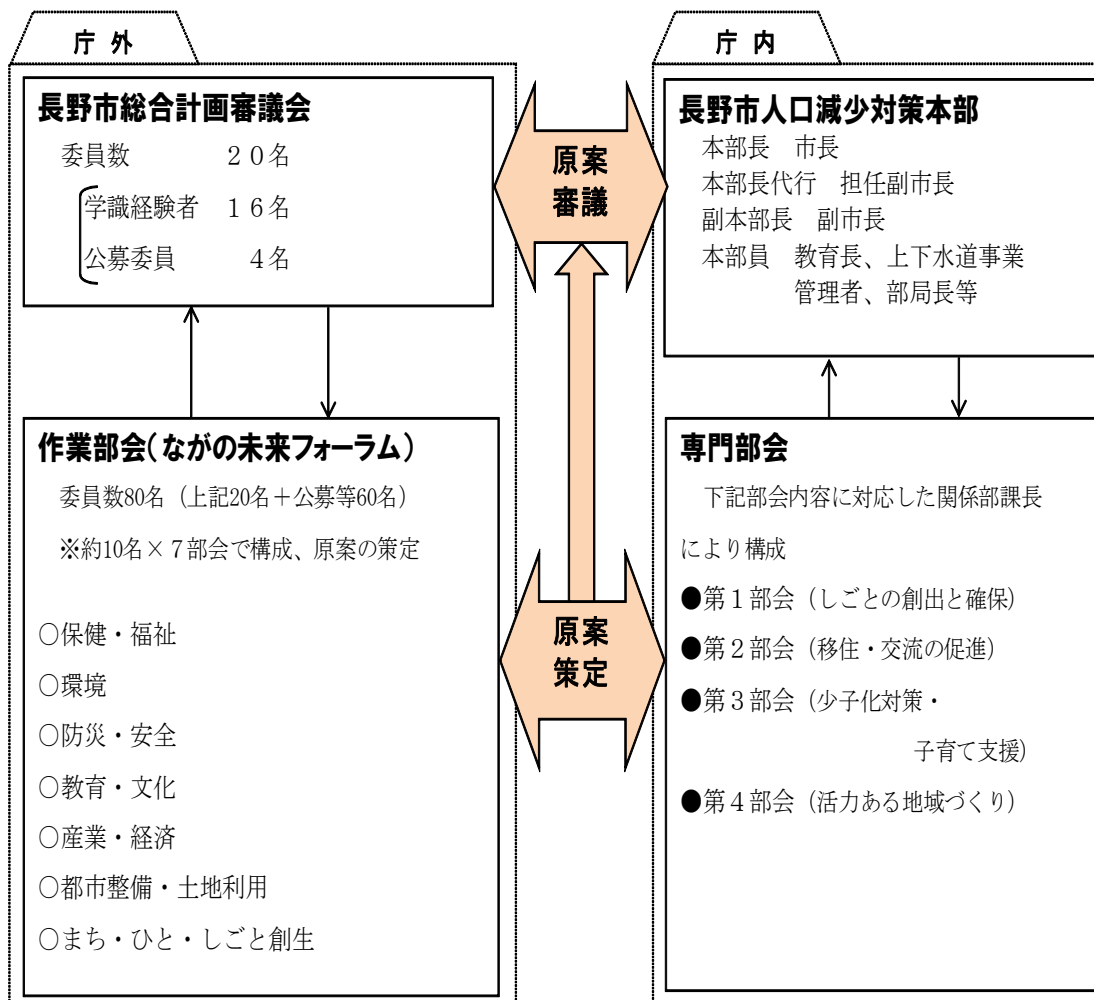 庁 外
長野市総合計画審議会
委員数　　２０名
学識経験者　１６名
公募委員　　４名
作業部会（ながの未来フォーラム）
委員数80名（上記20名＋公募等60名）
※約10名×７部会で構成、原案の策定
○保健・福祉
○環境
○防災・安全
○教育・文化
○産業・経済
○都市整備・土地利用
○まち・ひと・しごと創生
原案
審議
原案
策定
庁 内
長野市人口減少対策本部
本部長　市長
本部長代行　担任副市長
副本部長　副市長
本部員　教育長、上下水道事業
管理者、部局長等
専門部会
下記部会内容に対応した関係部課長
により構成
●第１部会（しごとの創出と確保）
●第２部会（移住・交流の促進）
●第３部会（少子化対策・
子育て支援）
●第４部会（活力ある地域づくり）